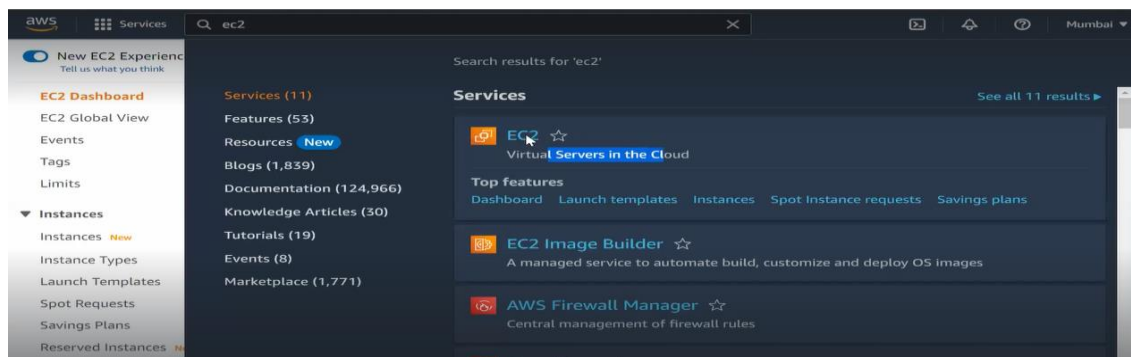 aws Services ec2 Mumbai
New EC2 Experienc
Tell us what you think
EC2 Dashboard
EC2 Global View
Events
Tags
Limits
Instances
Instances New
Instance Types
Launch Templates
Spot Requests
Savings Plans
Reserved Instances
Search results for 'ec2'
Services (11)
Features (53)
Resources New
Blogs (1,839)
Documentation (124,966)
Knowledge Articles (30)
Tutorials (19)
Events (8)
Marketplace (1,771)
Services See all 11 results
EC2
Virtual Servers in the Cloud
Top features
Dashboard Launch templates Instances Spot Instance requests Savings plans
EC2 Image Builder
A managed service to automate build, customize and deploy OS images
AWS Firewall Manager
Central management of firewall rules